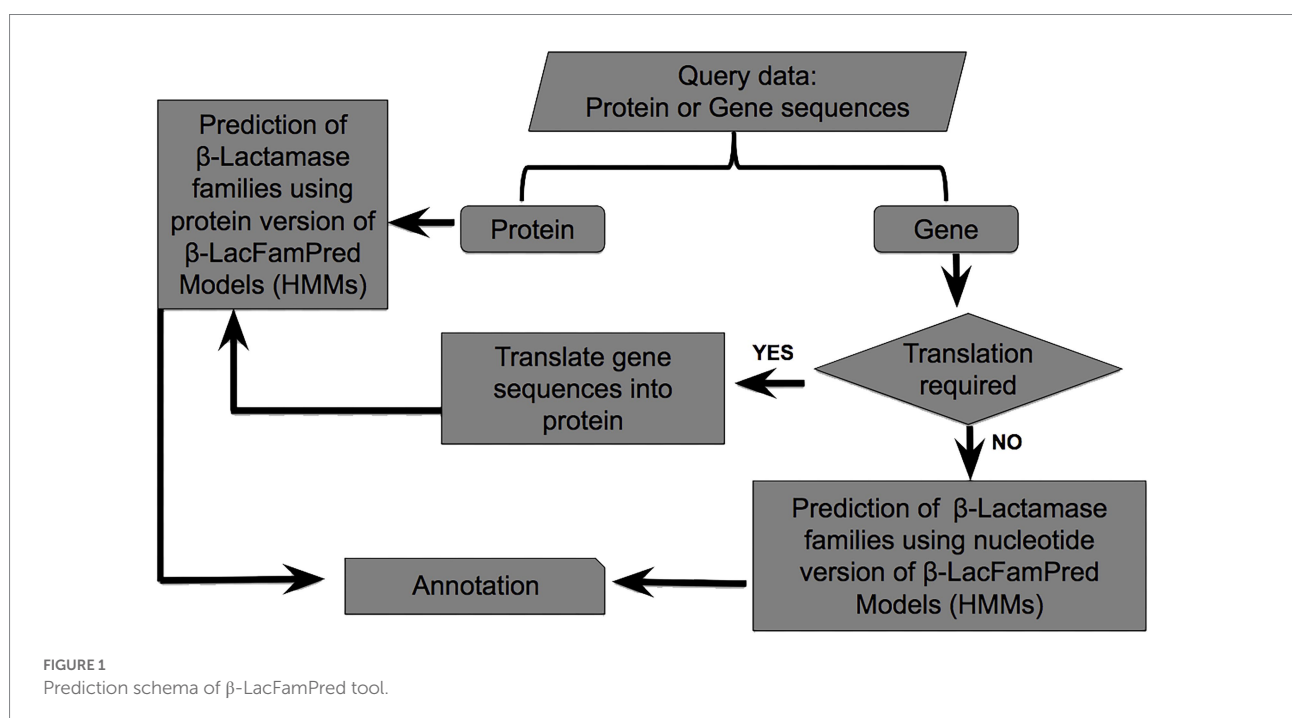 Query data:
Protein or Gene sequences
Prediction of
β-Lactamase
families using
protein version of
β-LacFamPred
Models (HMMs)
Protein
Gene
Translate gene
sequences into
protein
YES
Translation
required
NO
Prediction of β-Lactamase
families using nucleotide
version of β-LacFamPred
Models (HMMs)
Annotation
FIGURE 1
Prediction schema of β-LacFamPred tool.